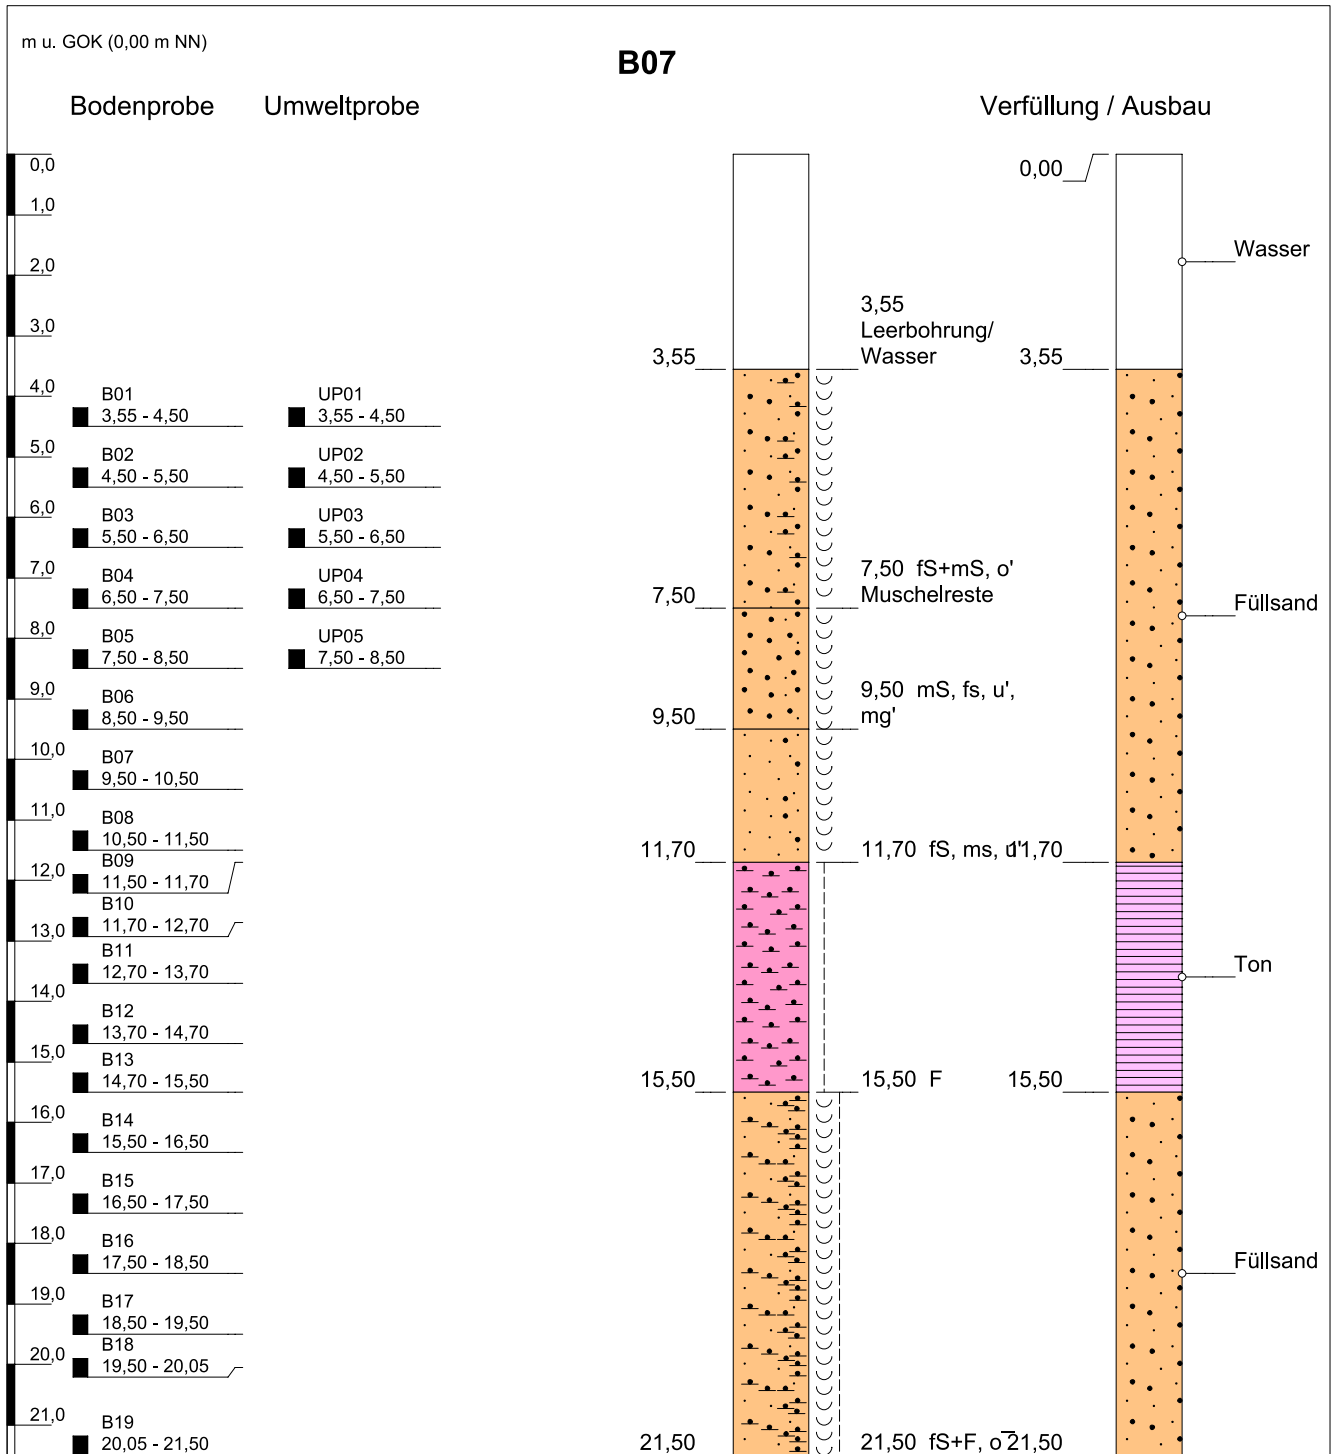 m u. GOK (0,00 m NN)
B07
Bodenprobe
Umweltprobe
Verfüllung / Ausbau
0,0
1,0
2,0
3,0
4,0
5,0
6,0
7,0
8,0
9,0
10,0
11,0
12,0
13,0
14,0
15,0
16,0
17,0
18,0
19,0
20,0
21,0
B01
3,55 - 4,50
B02
4,50 - 5,50
B03
5,50 - 6,50
B04
6,50 - 7,50
B05
7,50 - 8,50
B06
8,50 - 9,50
B07
9,50 - 10,50
B08
10,50 - 11,50
B09
11,50 - 11,70
B10
11,70 - 12,70
B11
12,70 - 13,70
B12
13,70 - 14,70
B13
14,70 - 15,50
B14
15,50 - 16,50
B15
16,50 - 17,50
B16
17,50 - 18,50
B17
18,50 - 19,50
B18
19,50 - 20,05
B19
20,05 - 21,50
UP01
3,55 - 4,50
UP02
4,50 - 5,50
UP03
5,50 - 6,50
UP04
6,50 - 7,50
UP05
7,50 - 8,50
3,55
7,50
9,50
11,70
15,50
21,50
3,55
Leerbohrung/
Wasser
7,50 fS+mS, o'
Muschelreste
9,50 mS, fs, u',
mg'
11,70 fS, ms, u'
15,50 F
21,50 fS+F, o̅
0,00
3,55
11,70
15,50
21,50
Wasser
Füllsand
Ton
Füllsand